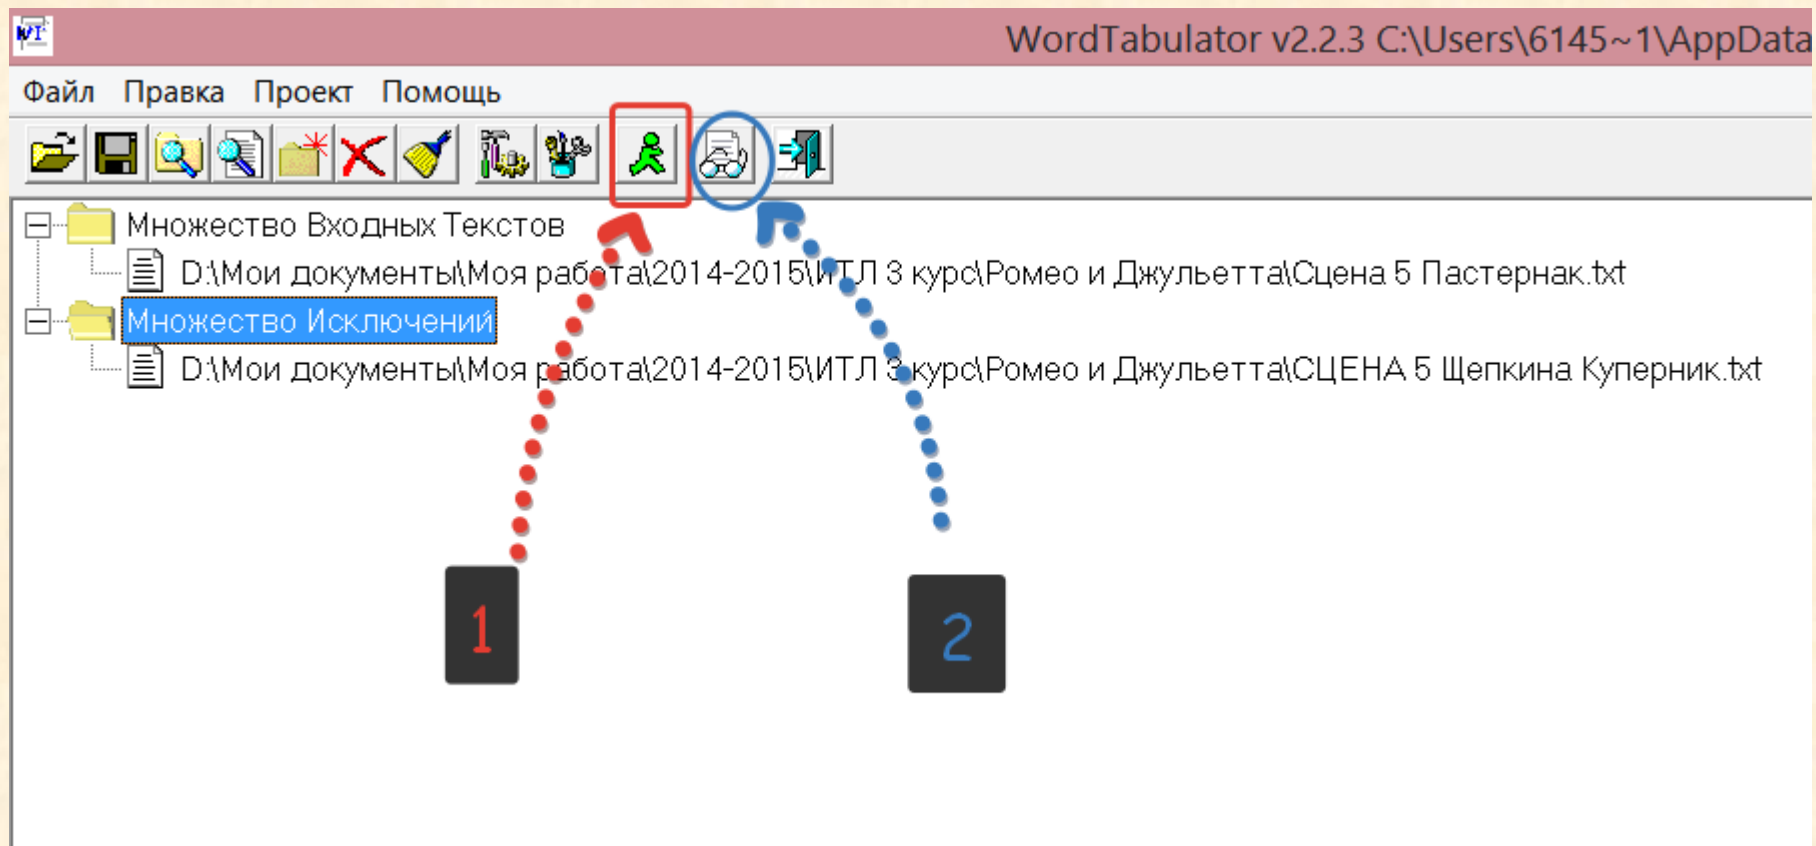 WordTabulator v2.2.3 C:\Users\6145~1\AppData
Файл Правка Проект Помощь
Множество Входных Текстов
D:\Мои документы\Моя работа\2014-2015\ИТЛ 3 курс\Ромео и Джульетта\Сцена 5 Пастернак.txt
Множество Исключений
D:\Мои документы\Моя работа\2014-2015\ИТЛ 3 курс\Ромео и Джульетта\СЦЕНА 5 Щепкина Куперник.txt
1
2